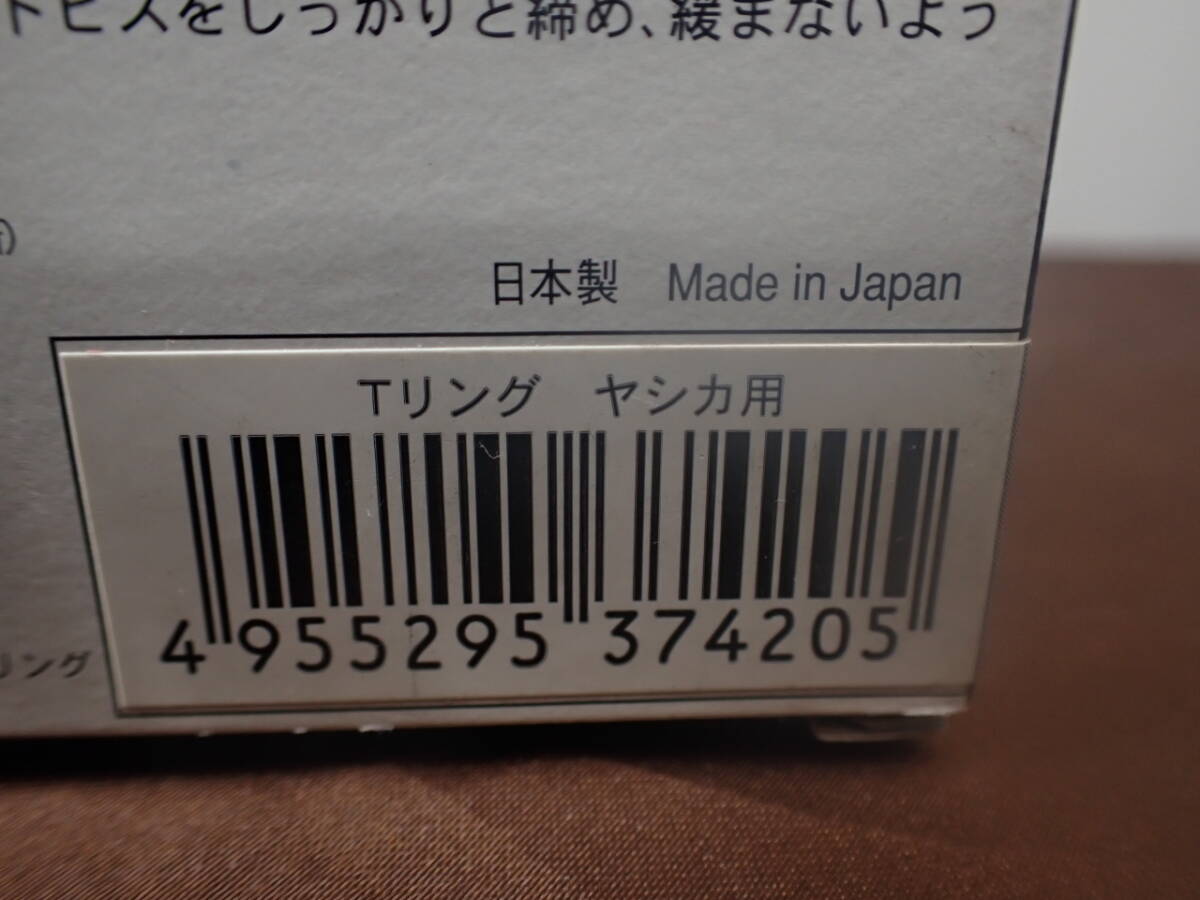 トビスをしっかりと締め、緩まないよう
日本製 Made in Japan
Tリング ヤシカ用
4 955295 374205
リング